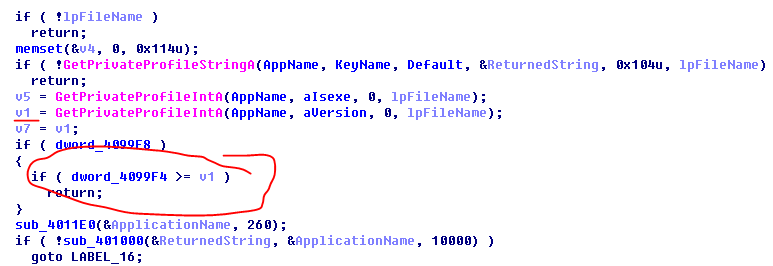 if ( !lpFileName )
return;
memset(&v4, 0, 0x114u);
if ( !GetPrivateProfileStringA(AppName, KeyName, Default, &ReturnedString, 0x104u, lpFileName)
return;
v5 = GetPrivateProfileIntA(AppName, aIsexe, 0, lpFileName);
v1 = GetPrivateProfileIntA(AppName, aVersion, 0, lpFileName);
v7 = v1;
if ( dword_4099F8 )
{
if ( dword_4099F4 >= v1 )
return;
}
sub_4011E0(&ApplicationName, 260);
if ( !sub_401000(&ReturnedString, &ApplicationName, 10000) )
goto LABEL_16;